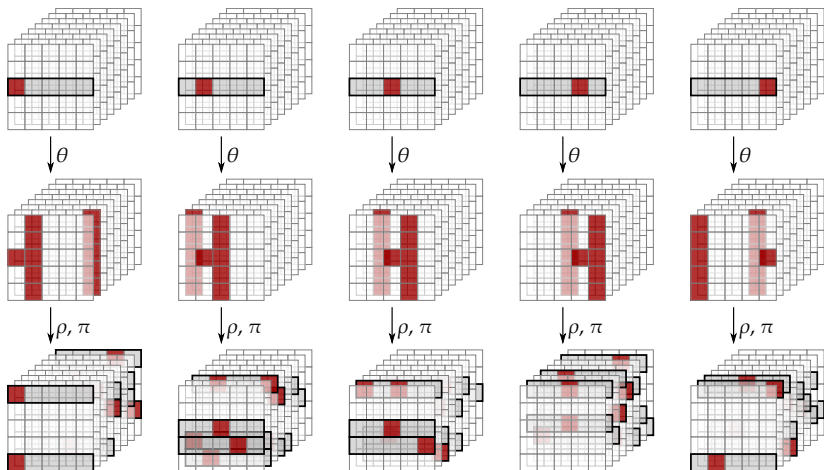 θ θ θ θ θ
ρ, π ρ, π ρ, π ρ, π ρ, π